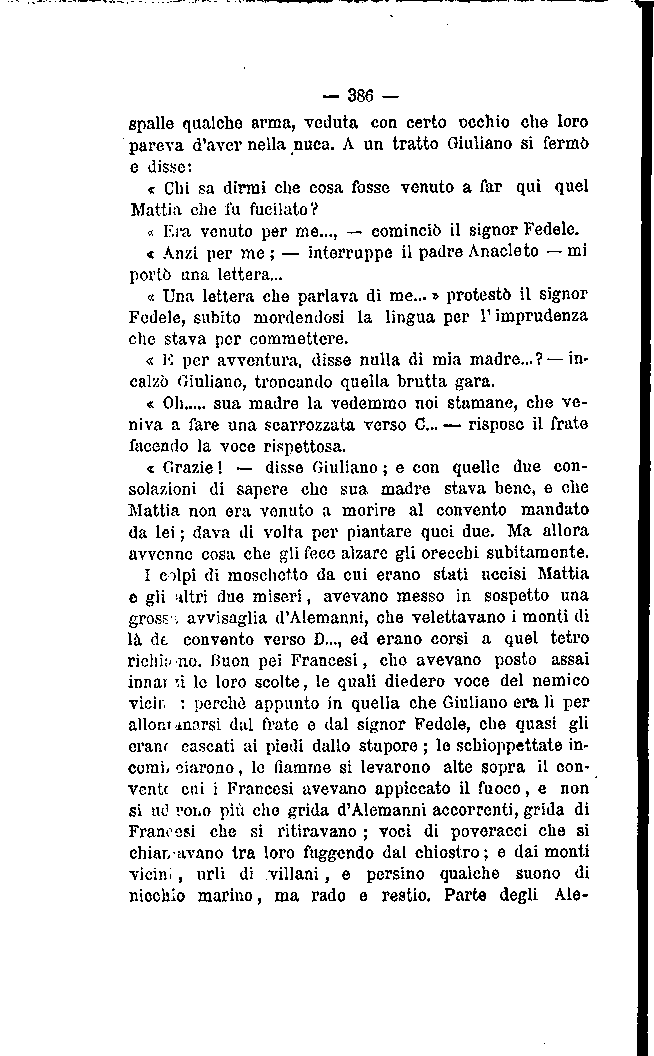 — 386 —
spalle qualche arma, veduta con certo occhio che loro
pareva d'aver nella nuca. A un tratto Giuliano si fermò
e disse:
« Chi sa dirmi che cosa fosse venuto a far qui quel
Mattia che fu fucilato?
« Era venuto per me..., — cominciò il signor Fedele.
« Anzi per me ; — interruppe il padre Anacleto — mi
portò una lettera...
« Una lettera che parlava di me... » protestò il signor
Fedele, subito mordendosi la lingua per l'imprudenza
che stava per commettere.
« E per avventura, disse nulla di mia madre...? — in-
calzò Giuliano, troncando quella brutta gara.
« Oh..... sua madre la vedemmo noi stamane, che ve-
niva a fare una scarrozzata verso C... — rispose il frate
facendo la voce rispettosa.
« Grazie! — disse Giuliano ; e con quelle due con-
solazioni di sapere che sua madre stava bene, e che
Mattia non era venuto a morire al convento mandato
da lei ; dava di volta per piantare quei due. Ma allora
avvenne cosa che gli fece alzare gli orecchi subitamente.
I colpi di moschetto da cui erano stati uccisi Mattia
e gli altri due miseri, avevano messo in sospetto una
grossa avvisaglia d'Alemanni, che velettavano i monti di
là del convento verso D..., ed erano corsi a quel tetro
richiamo. Buon pei Francesi, che avevano posto assai
innanzi le loro scolte, le quali diedero voce del nemico
vicino : perchè appunto in quella che Giuliano era lì per
allontanarsi dal frate e dal signor Fedele, che quasi gli
erano cascati ai piedi dallo stupore ; le schioppettate in-
cominciarono, le fiamme si levarono alte sopra il con-
vento cui i Francesi avevano appiccato il fuoco, e non
si udirono più che grida d'Alemanni accorrenti, grida di
Francesi che si ritiravano ; voci di poveracci che si
chiamavano tra loro fuggendo dal chiostro ; e dai monti
vicini, urli di villani, e persino qualche suono di
nicchio marino, ma rado e restio. Parte degli Ale-